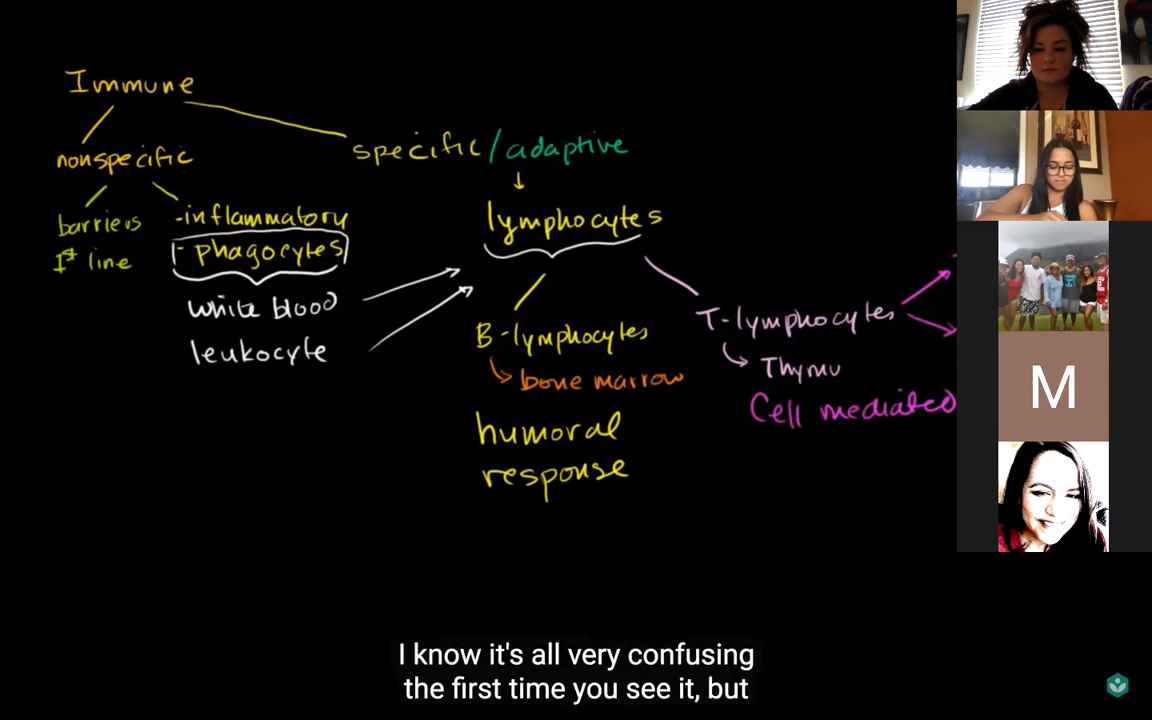 Immune
nonspecific
specific/adaptive
barriers
1st line
-inflammatory
- phagocytes
white blood
leukocyte
lymphocytes
B-lymphocytes
bone marrow
humoral
response
T-lymphocytes
Thymu
Cell mediated
M
I know it's all very confusing
the first time you see it, but